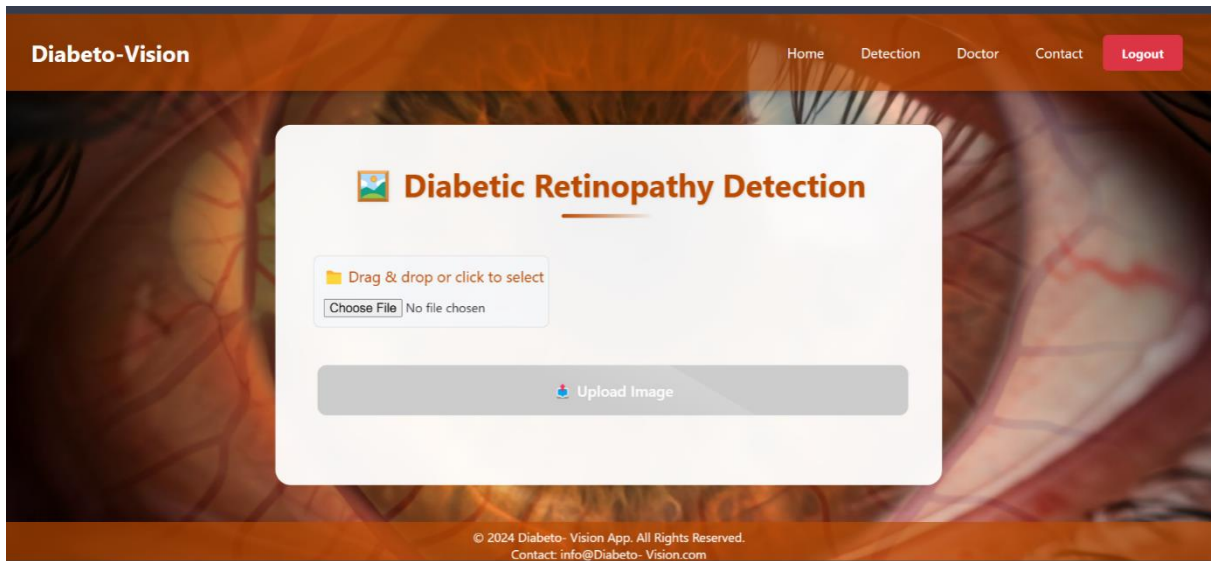 Diabeto-Vision
Home Detection Doctor Contact Logout
Diabetic Retinopathy Detection
Drag & drop or click to select
Choose File No file chosen
Upload Image
© 2024 Diabeto- Vision App. All Rights Reserved.
Contact: info@Diabeto- Vision.com